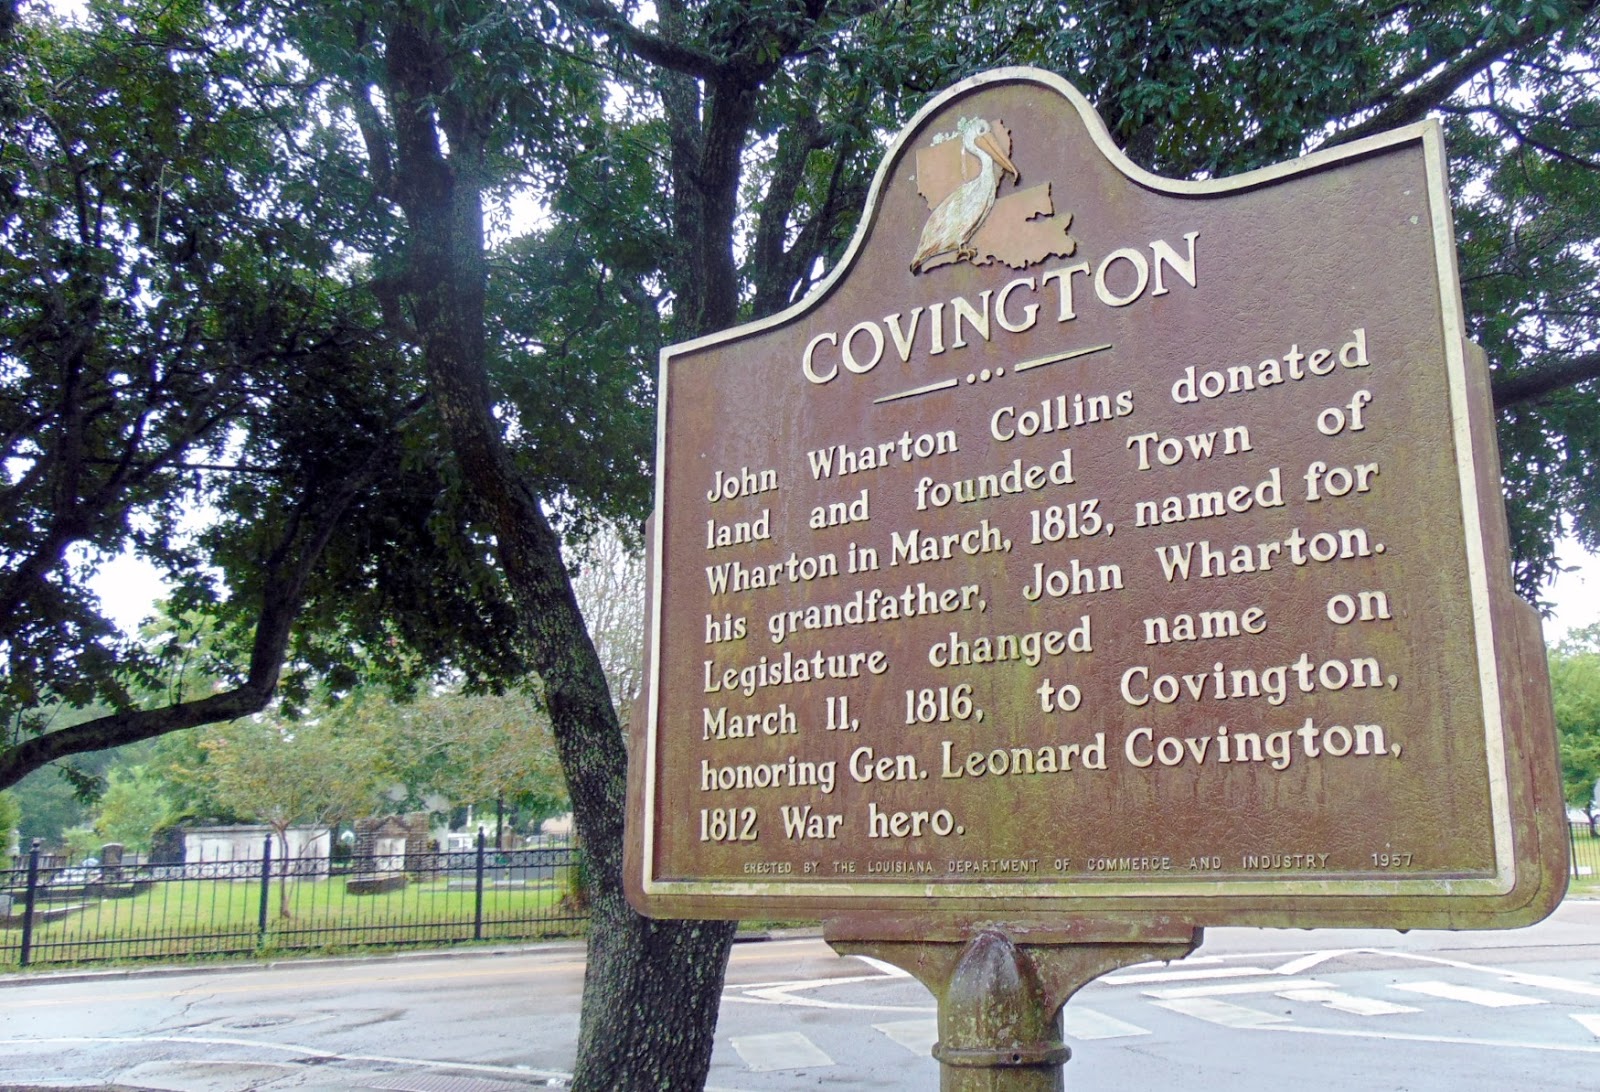 COVINGTON
John Wharton Collins donated
land and founded Town of
Wharton in March, 1813, named for
his grandfather, John Wharton.
Legislature changed name on
March 11, 1816, to Covington,
honoring Gen. Leonard Covington,
1812 War hero.
ERECTED BY THE LOUISIANA DEPARTMENT OF COMMERCE AND INDUSTRY 1957